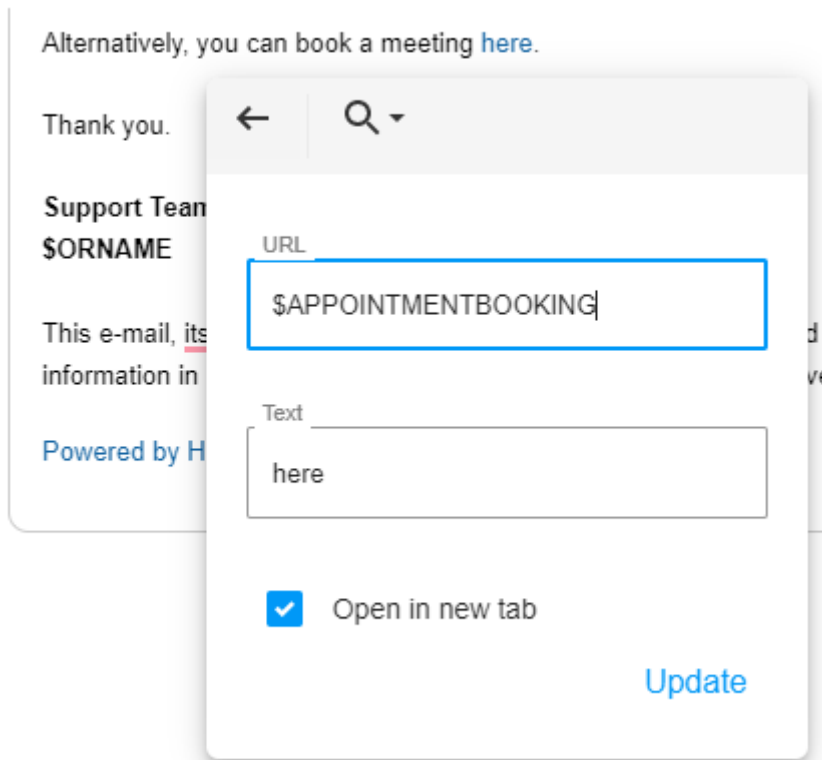 Alternatively, you can book a meeting here.
Thank you.
Support Team
$ORNAME
This e-mail, its
information in
Powered by H
URL
$APPOINTMENTBOOKING
Text
here
Open in new tab
Update